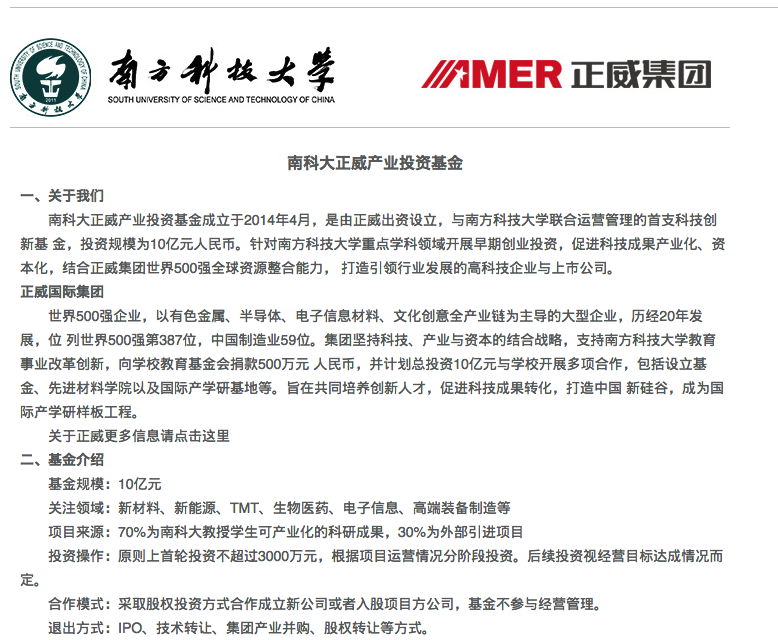 SOUTH UNIVERSITY OF SCIENCE AND TECHNOLOGY OF CHINA
2011
南方科技大学
南方科技大学
SOUTH UNIVERSITY OF SCIENCE AND TECHNOLOGY OF CHINA
AMER 正威集团
南科大正威产业投资基金
一、关于我们
南科大正威产业投资基金成立于2014年4月，是由正威出资设立，与南方科技大学联合运营管理的首支科技创
新基 金，投资规模为10亿元人民币。针对南方科技大学重点学科领域开展早期创业投资，促进科技成果产业化、资
本化，结合正威集团世界500强全球资源整合能力， 打造引领行业发展的高科技企业与上市公司。
正威国际集团
世界500强企业，以有色金属、半导体、电子信息材料、文化创意全产业链为主导的大型企业，历经20年发
展，位 列世界500强第387位，中国制造业59位。集团坚持科技、产业与资本的结合战略，支持南方科技大学教育
事业改革创新，向学校教育基金会捐款500万元 人民币，并计划总投资10亿元与学校开展多项合作，包括设立基
金、先进材料学院以及国际产学研基地等。旨在共同培养创新人才，促进科技成果转化，打造中国 新硅谷，成为国
际产学研样板工程。
关于正威更多信息请点击这里
二、基金介绍
基金规模：10亿元
关注领域：新材料、新能源、TMT、生物医药、电子信息、高端装备制造等
项目来源：70%为南科大教授学生可产业化的科研成果，30%为外部引进项目
投资操作：原则上首轮投资不超过3000万元，根据项目运营情况分阶段投资。后续投资视经营目标达成情况而
定。
合作模式：采取股权投资方式合作成立新公司或者入股项目方公司，基金不参与经营管理。
退出方式：IPO、技术转让、集团产业并购、股权转让等方式。